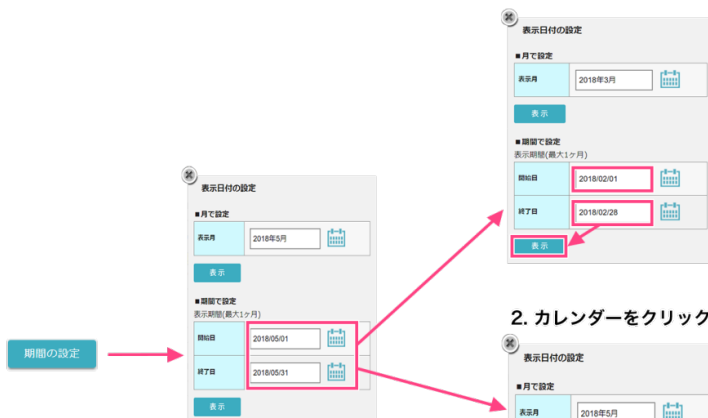 期間の設定
表示日付の設定
■月で設定
表示月
2018年5月
表示
■期間で設定
表示期間(最大1ヶ月)
開始日
2018/05/01
終了日
2018/05/31
表示
表示日付の設定
■月で設定
表示月
2018年3月
表示
■期間で設定
表示期間(最大1ヶ月)
開始日
2018/02/01
終了日
2018/02/28
表示
2. カレンダーをクリック
表示日付の設定
■月で設定
表示月
2018年5月